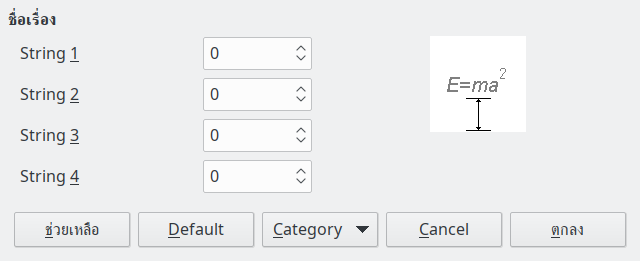 ชื่อเรื่อง
String 1 0
String 2 0
String 3 0
String 4 0
E=ma²
ช่วยเหลือ Default Category Cancel ตกลง